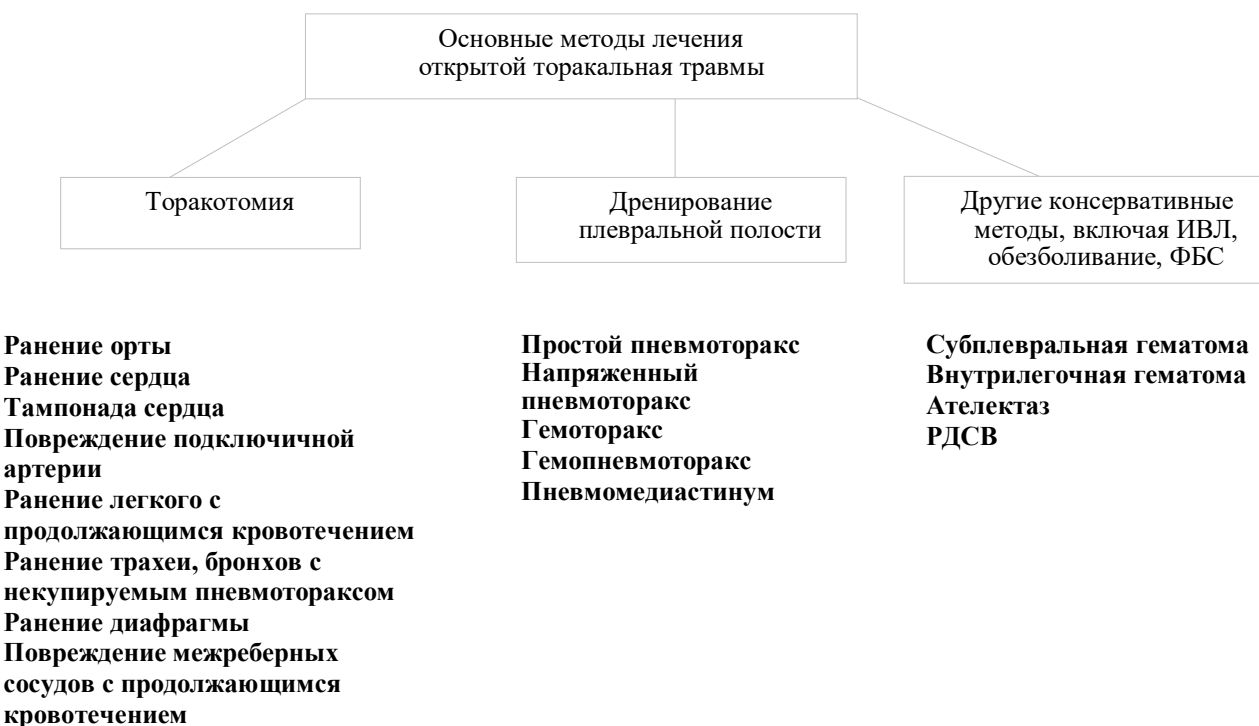 Основные методы лечения
открытой торакальная травмы
Торакотомия
Дренирование
плевральной полости
Другие консервативные
методы, включая ИВЛ,
обезболивание, ФБС
Ранение орты
Ранение сердца
Тампонада сердца
Повреждение подключичной
артерии
Ранение легкого с
продолжающимся кровотечением
Ранение трахеи, бронхов с
некупируемым пневмотораксом
Ранение диафрагмы
Повреждение межреберных
сосудов с продолжающимся
кровотечением
Простой пневмоторакс
Напряженный
пневмоторакс
Гемоторакс
Гемопневмоторакс
Пневмомедиастинум
Субплевральная гематома
Внутрилегочная гематома
Ателектаз
РДСВ